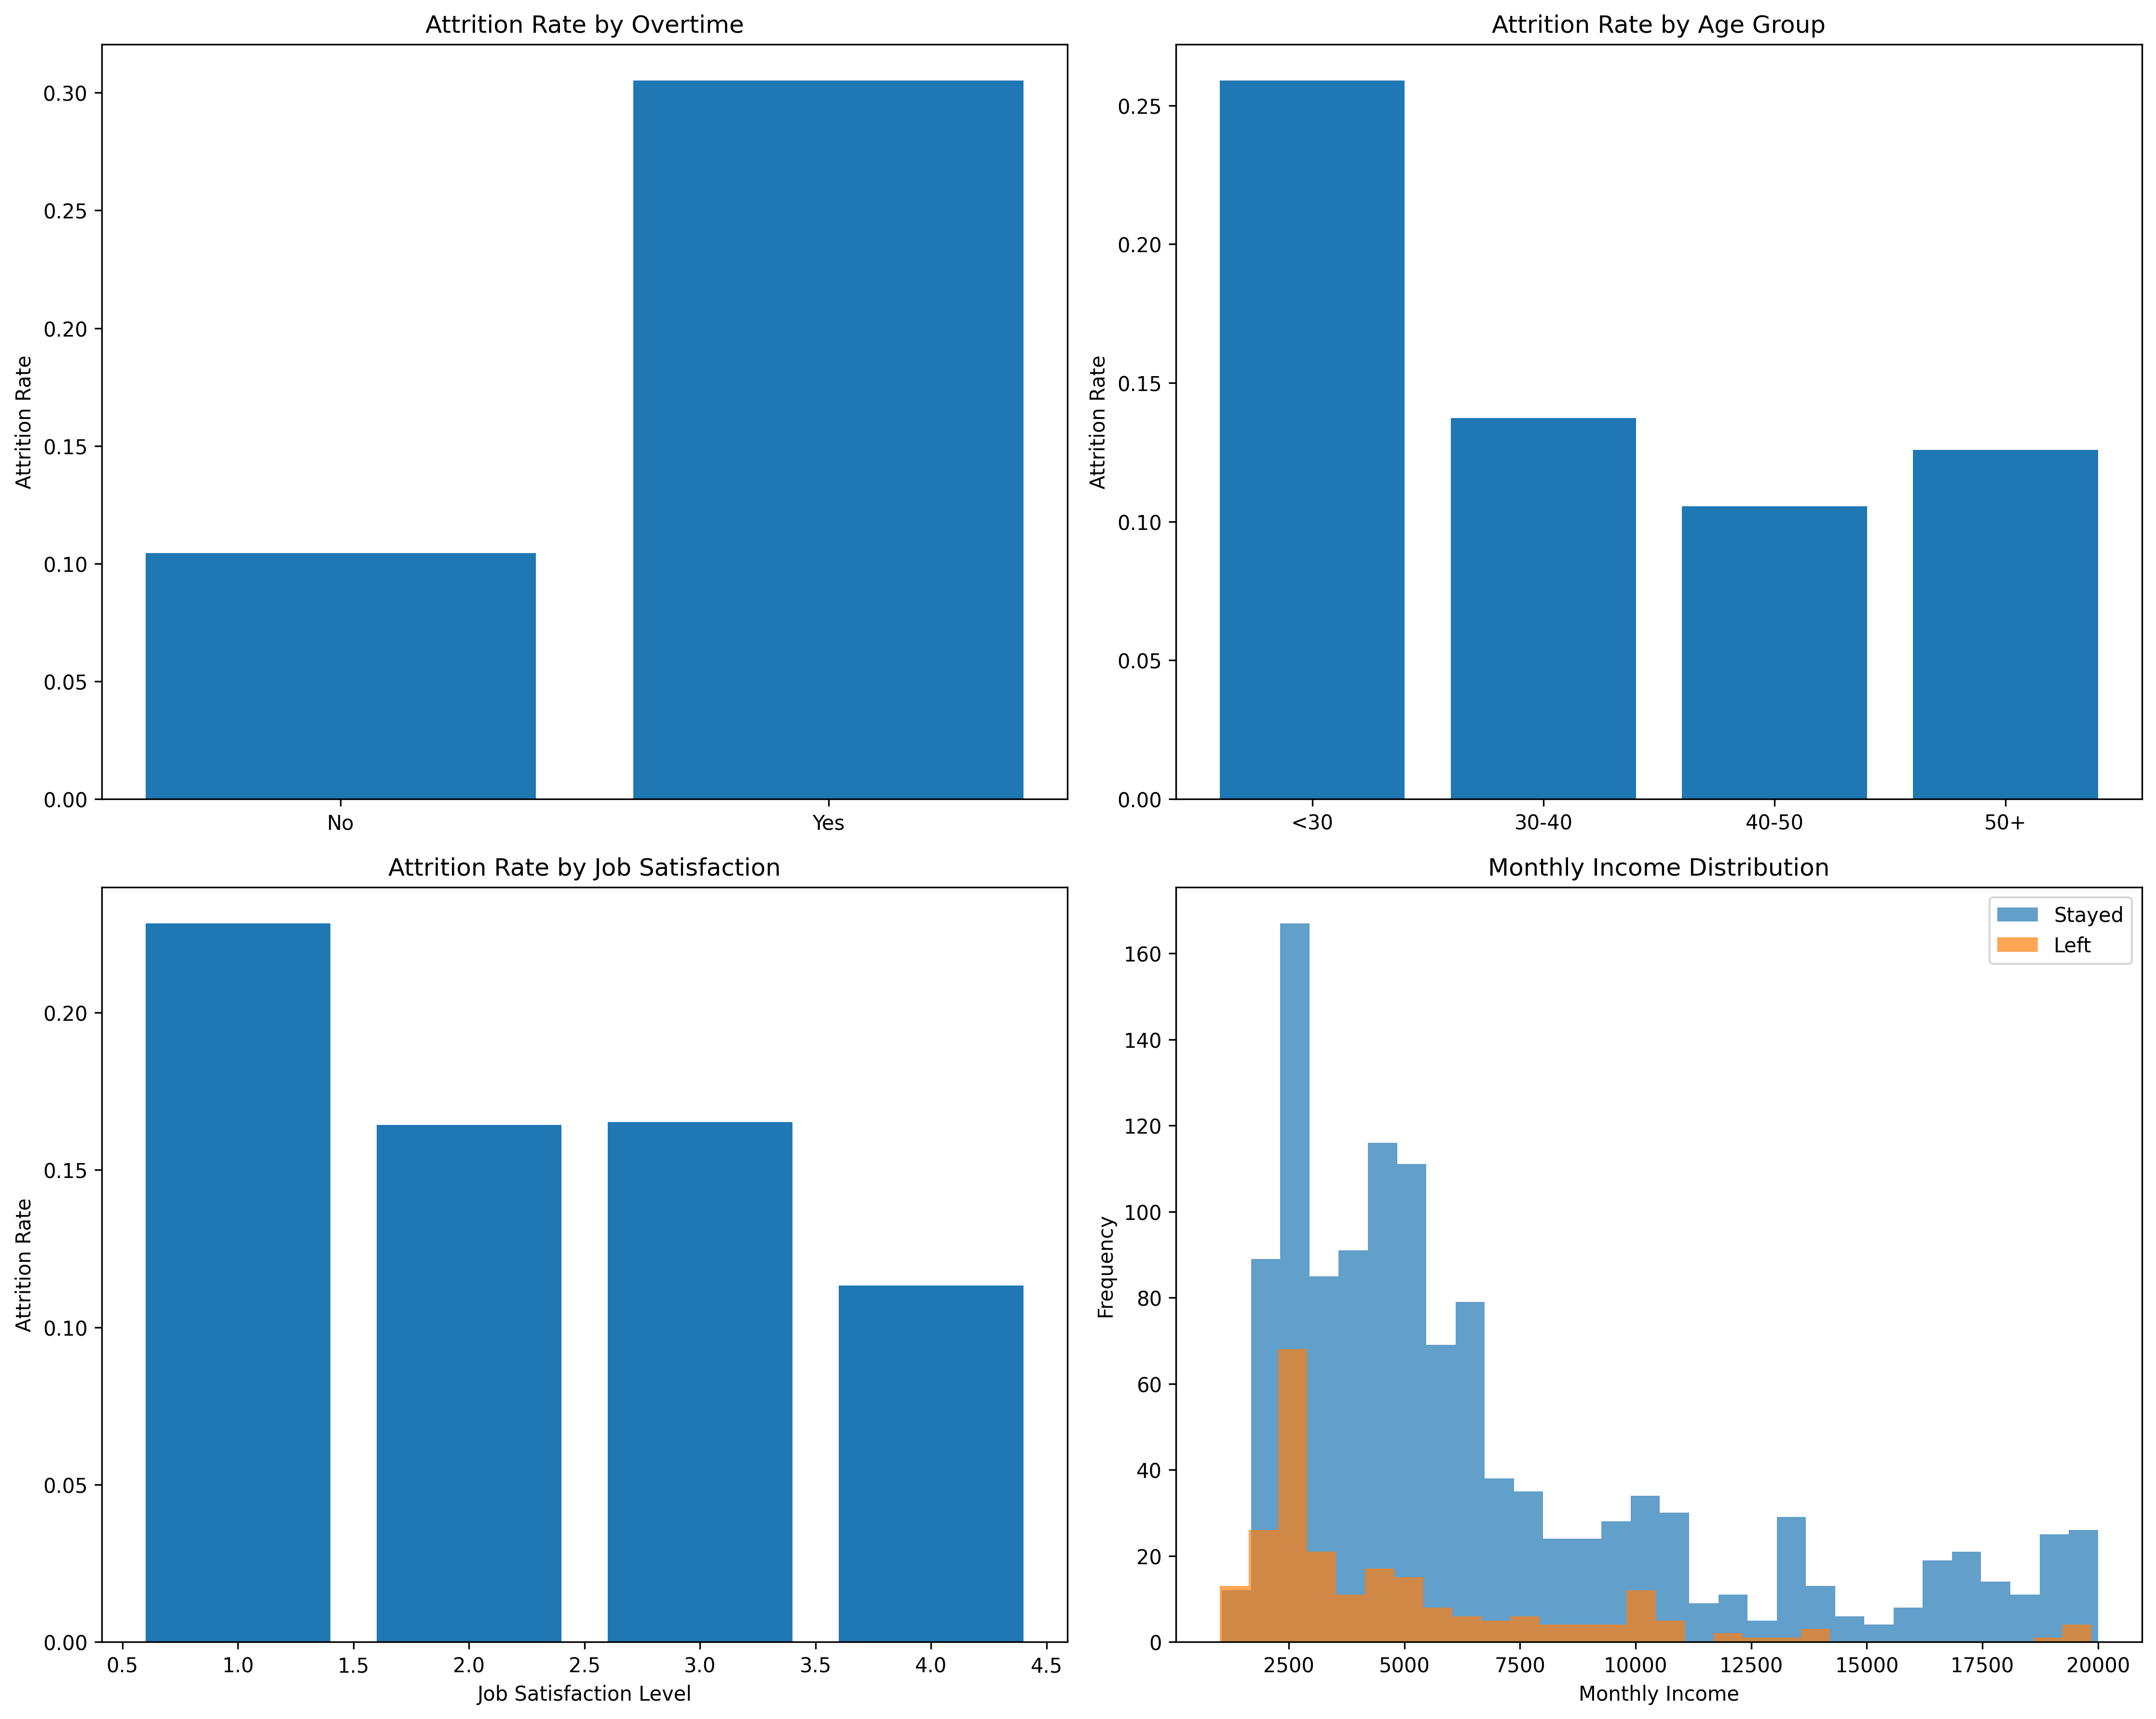 Attrition Rate by Overtime
Attrition Rate
0.30
0.25
0.20
0.15
0.10
0.05
0.00
No Yes
Attrition Rate by Age Group
Attrition Rate
0.25
0.20
0.15
0.10
0.05
0.00
<30 30-40 40-50 50+
Attrition Rate by Job Satisfaction
Attrition Rate
0.20
0.15
0.10
0.05
0.00
0.5 1.0 1.5 2.0 2.5 3.0 3.5 4.0 4.5
Job Satisfaction Level
Monthly Income Distribution
Stayed
Left
Frequency
160
140
120
100
80
60
40
20
0
2500 5000 7500 10000 12500 15000 17500 20000
Monthly Income